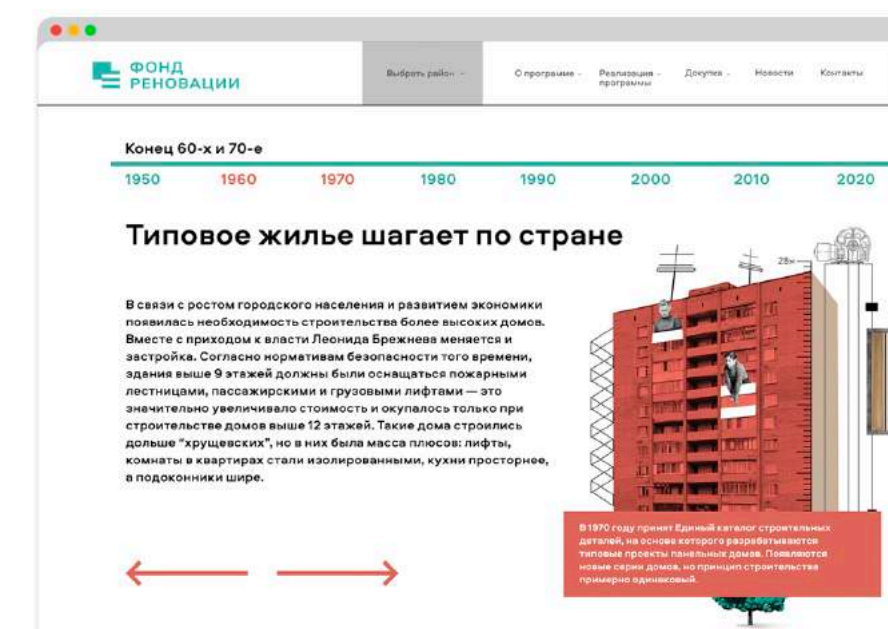 ФОНД
РЕНОВАЦИИ
Выбрать район
О программе
Реализация
программы
Новости
Контакты
Конец 60-х и 70-е
1950 1960 1970 1980 1990 2000 2010 2020
Типовое жилье шагает по стране
28м
В связи с ростом городского населения и развитием экономики
появилась необходимость строительства более высоких домов.
Вместе с приходом к власти Леонида Брежнева меняется и
застройка. Согласно нормативам безопасности того времени,
здания выше 9 этажей должны были оснащаться пожарными
лестницами, пассажирскими и грузовыми лифтами — это
значительно увеличивало стоимость и окупалось только при
строительстве домов выше 12 этажей. Такие дома строились
дольше “хрущевских”, но в них была масса плюсов: лифты,
комнаты в квартирах стали изолированными, кухни просторнее,
а подоконники шире.
В 1970 году принят Единый каталог строительных
деталей, на основе которого разрабатываются
типовые проекты панельных домов. Появляются
новые серии домов, но принцип строительства
примерно одинаковый.